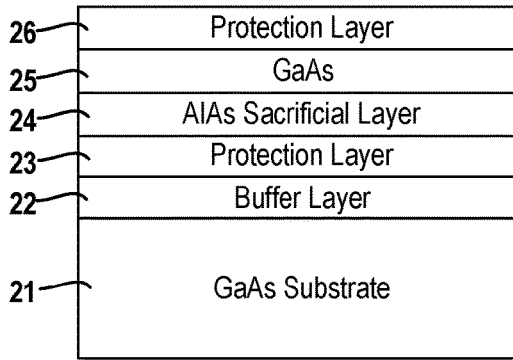 26 Protection Layer
25 GaAs
24 AlAs Sacrificial Layer
23 Protection Layer
22 Buffer Layer
21 GaAs Substrate